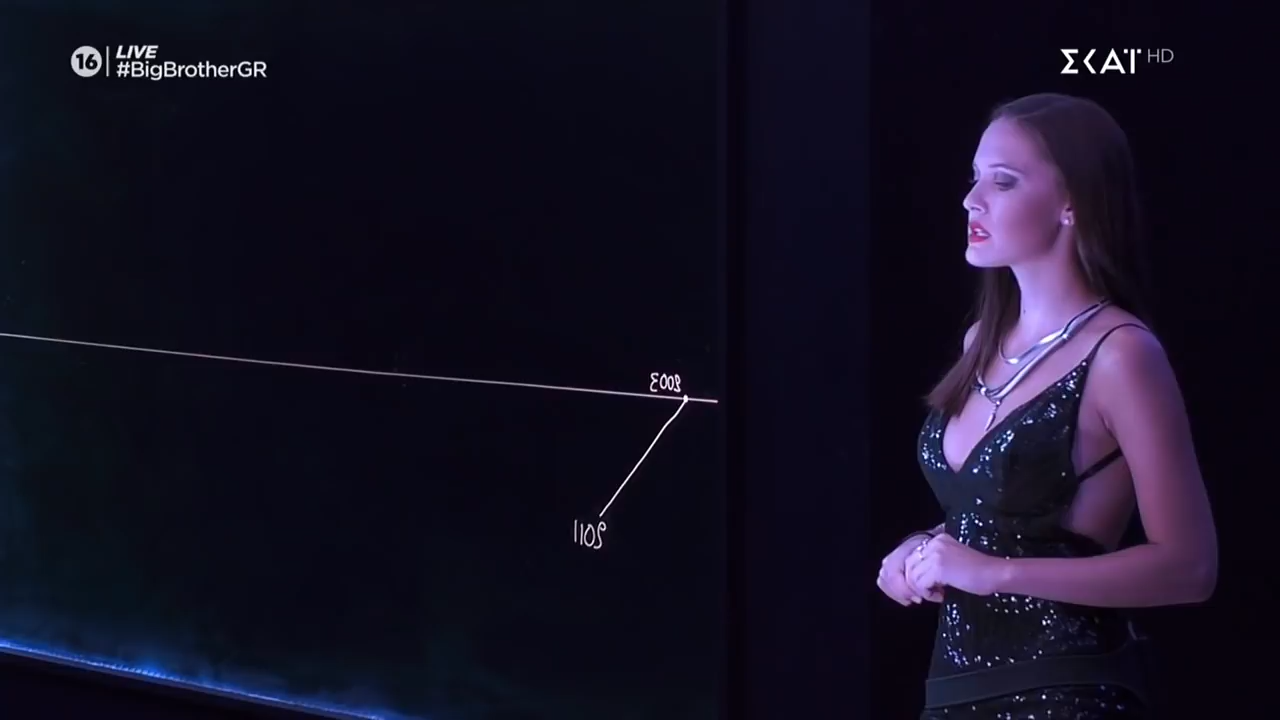 16
LIVE
#BigBrotherGR
ΣΚΑΪ HD
2003
2011